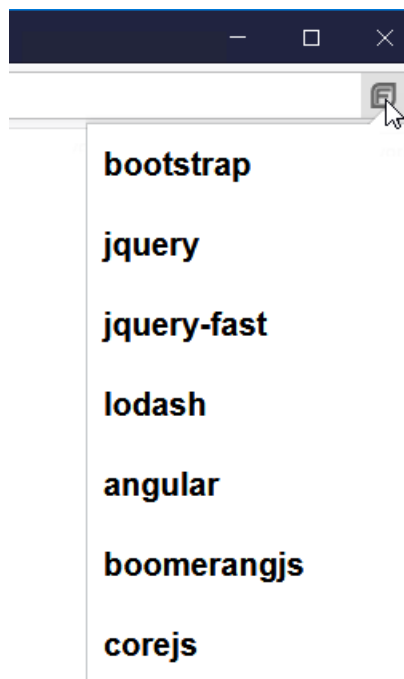 bootstrap
jquery
jquery-fast
lodash
angular
boomerangjs
corejs